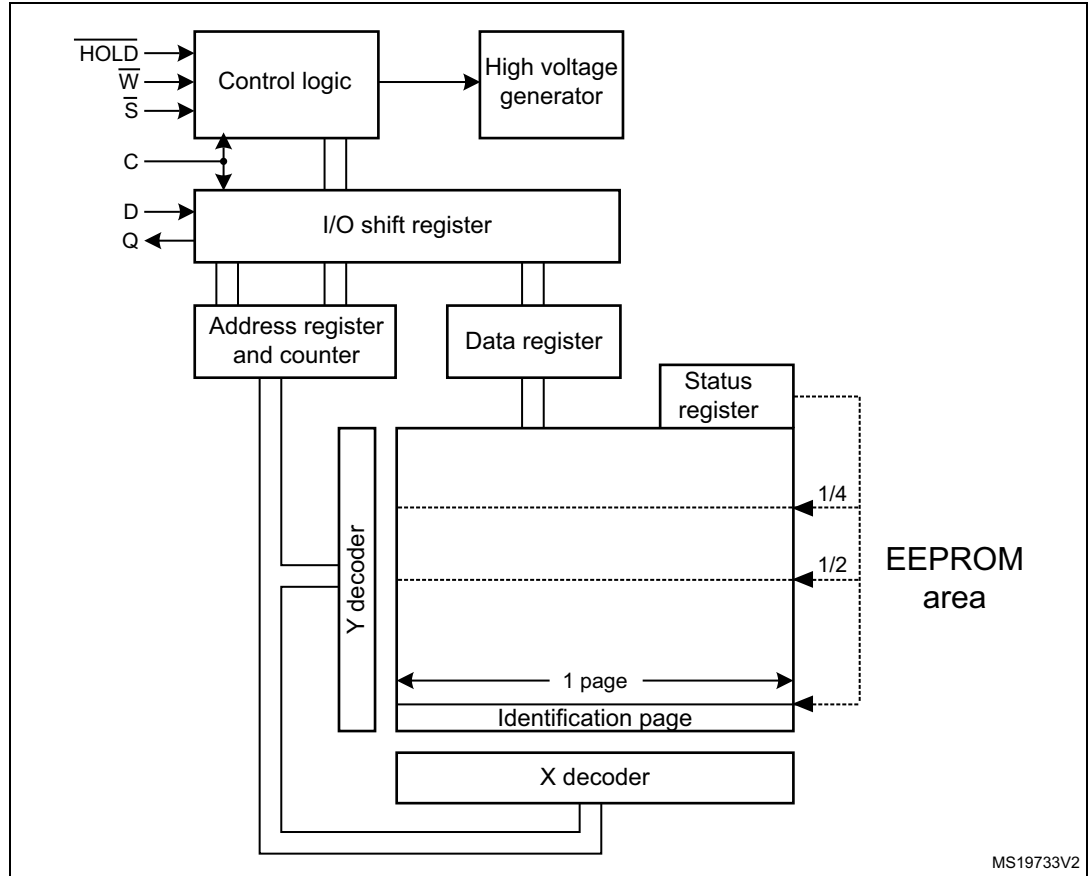 H̅O̅L̅D̅
W̅
S̅
C
D
Q
Control logic
High voltage
generator
I/O shift register
Address register
and counter
Data register
Status
register
Y decoder
1/4
1/2
EEPROM
area
1 page
Identification page
X decoder
MS19733V2